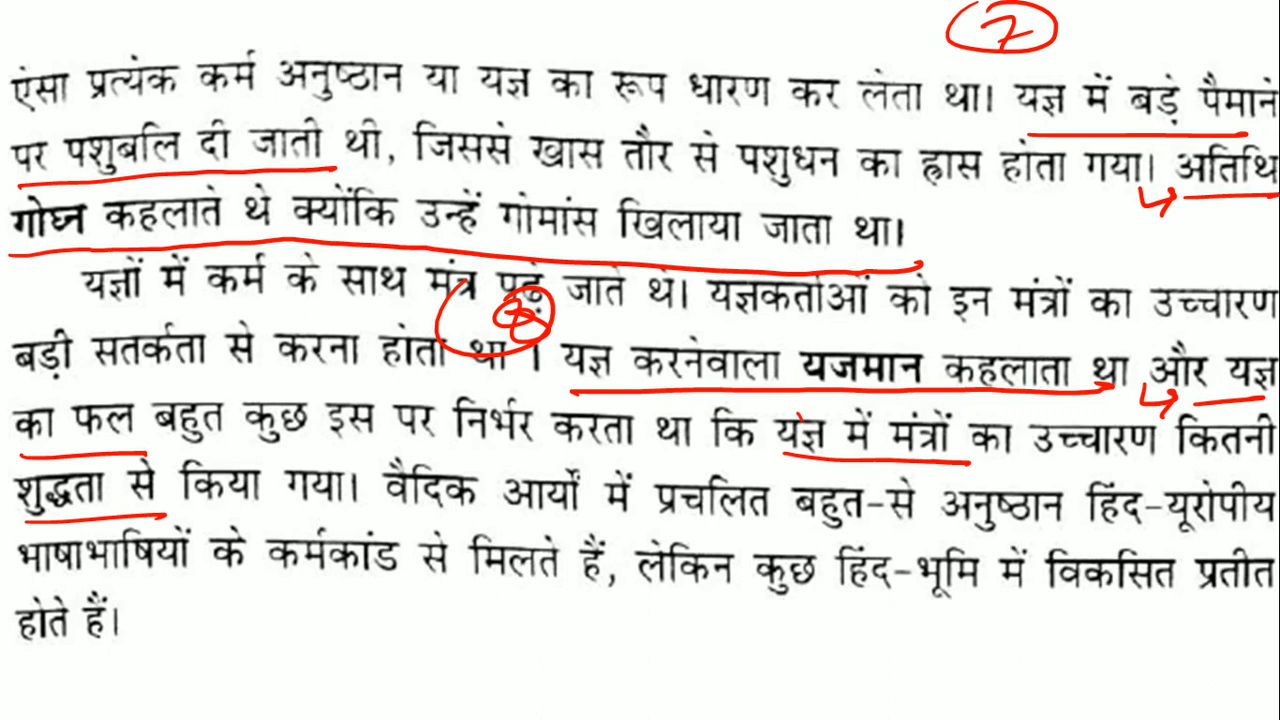 7
ऐसा प्रत्येक कर्म अनुष्ठान या यज्ञ का रूप धारण कर लेता था। यज्ञ में बड़े पैमाने
पर पशुबलि दी जाती थी, जिससे खास तौर से पशुधन का ह्रास होता गया। अतिथि
गोघ्न कहलाते थे क्योंकि उन्हें गोमांस खिलाया जाता था।
यज्ञों में कर्म के साथ मंत्र पढ़े जाते थे। यज्ञकर्ताओं को इन मंत्रों का उच्चारण
बड़ी सतर्कता से करना होता था । यज्ञ करनेवाला यजमान कहलाता था और यज्ञ
का फल बहुत कुछ इस पर निर्भर करता था कि यज्ञ में मंत्रों का उच्चारण कितनी
शुद्धता से किया गया। वैदिक आर्यों में प्रचलित बहुत-से अनुष्ठान हिंद-यूरोपीय
भाषाभाषियों के कर्मकांड से मिलते हैं, लेकिन कुछ हिंद-भूमि में विकसित प्रतीत
होते हैं।